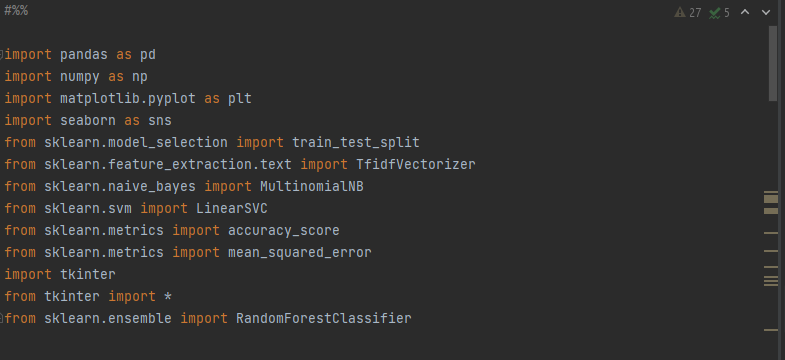 #%%
27 5
import pandas as pd
import numpy as np
import matplotlib.pyplot as plt
import seaborn as sns
from sklearn.model_selection import train_test_split
from sklearn.feature_extraction.text import TfidfVectorizer
from sklearn.naive_bayes import MultinomialNB
from sklearn.svm import LinearSVC
from sklearn.metrics import accuracy_score
from sklearn.metrics import mean_squared_error
import tkinter
from tkinter import *
from sklearn.ensemble import RandomForestClassifier